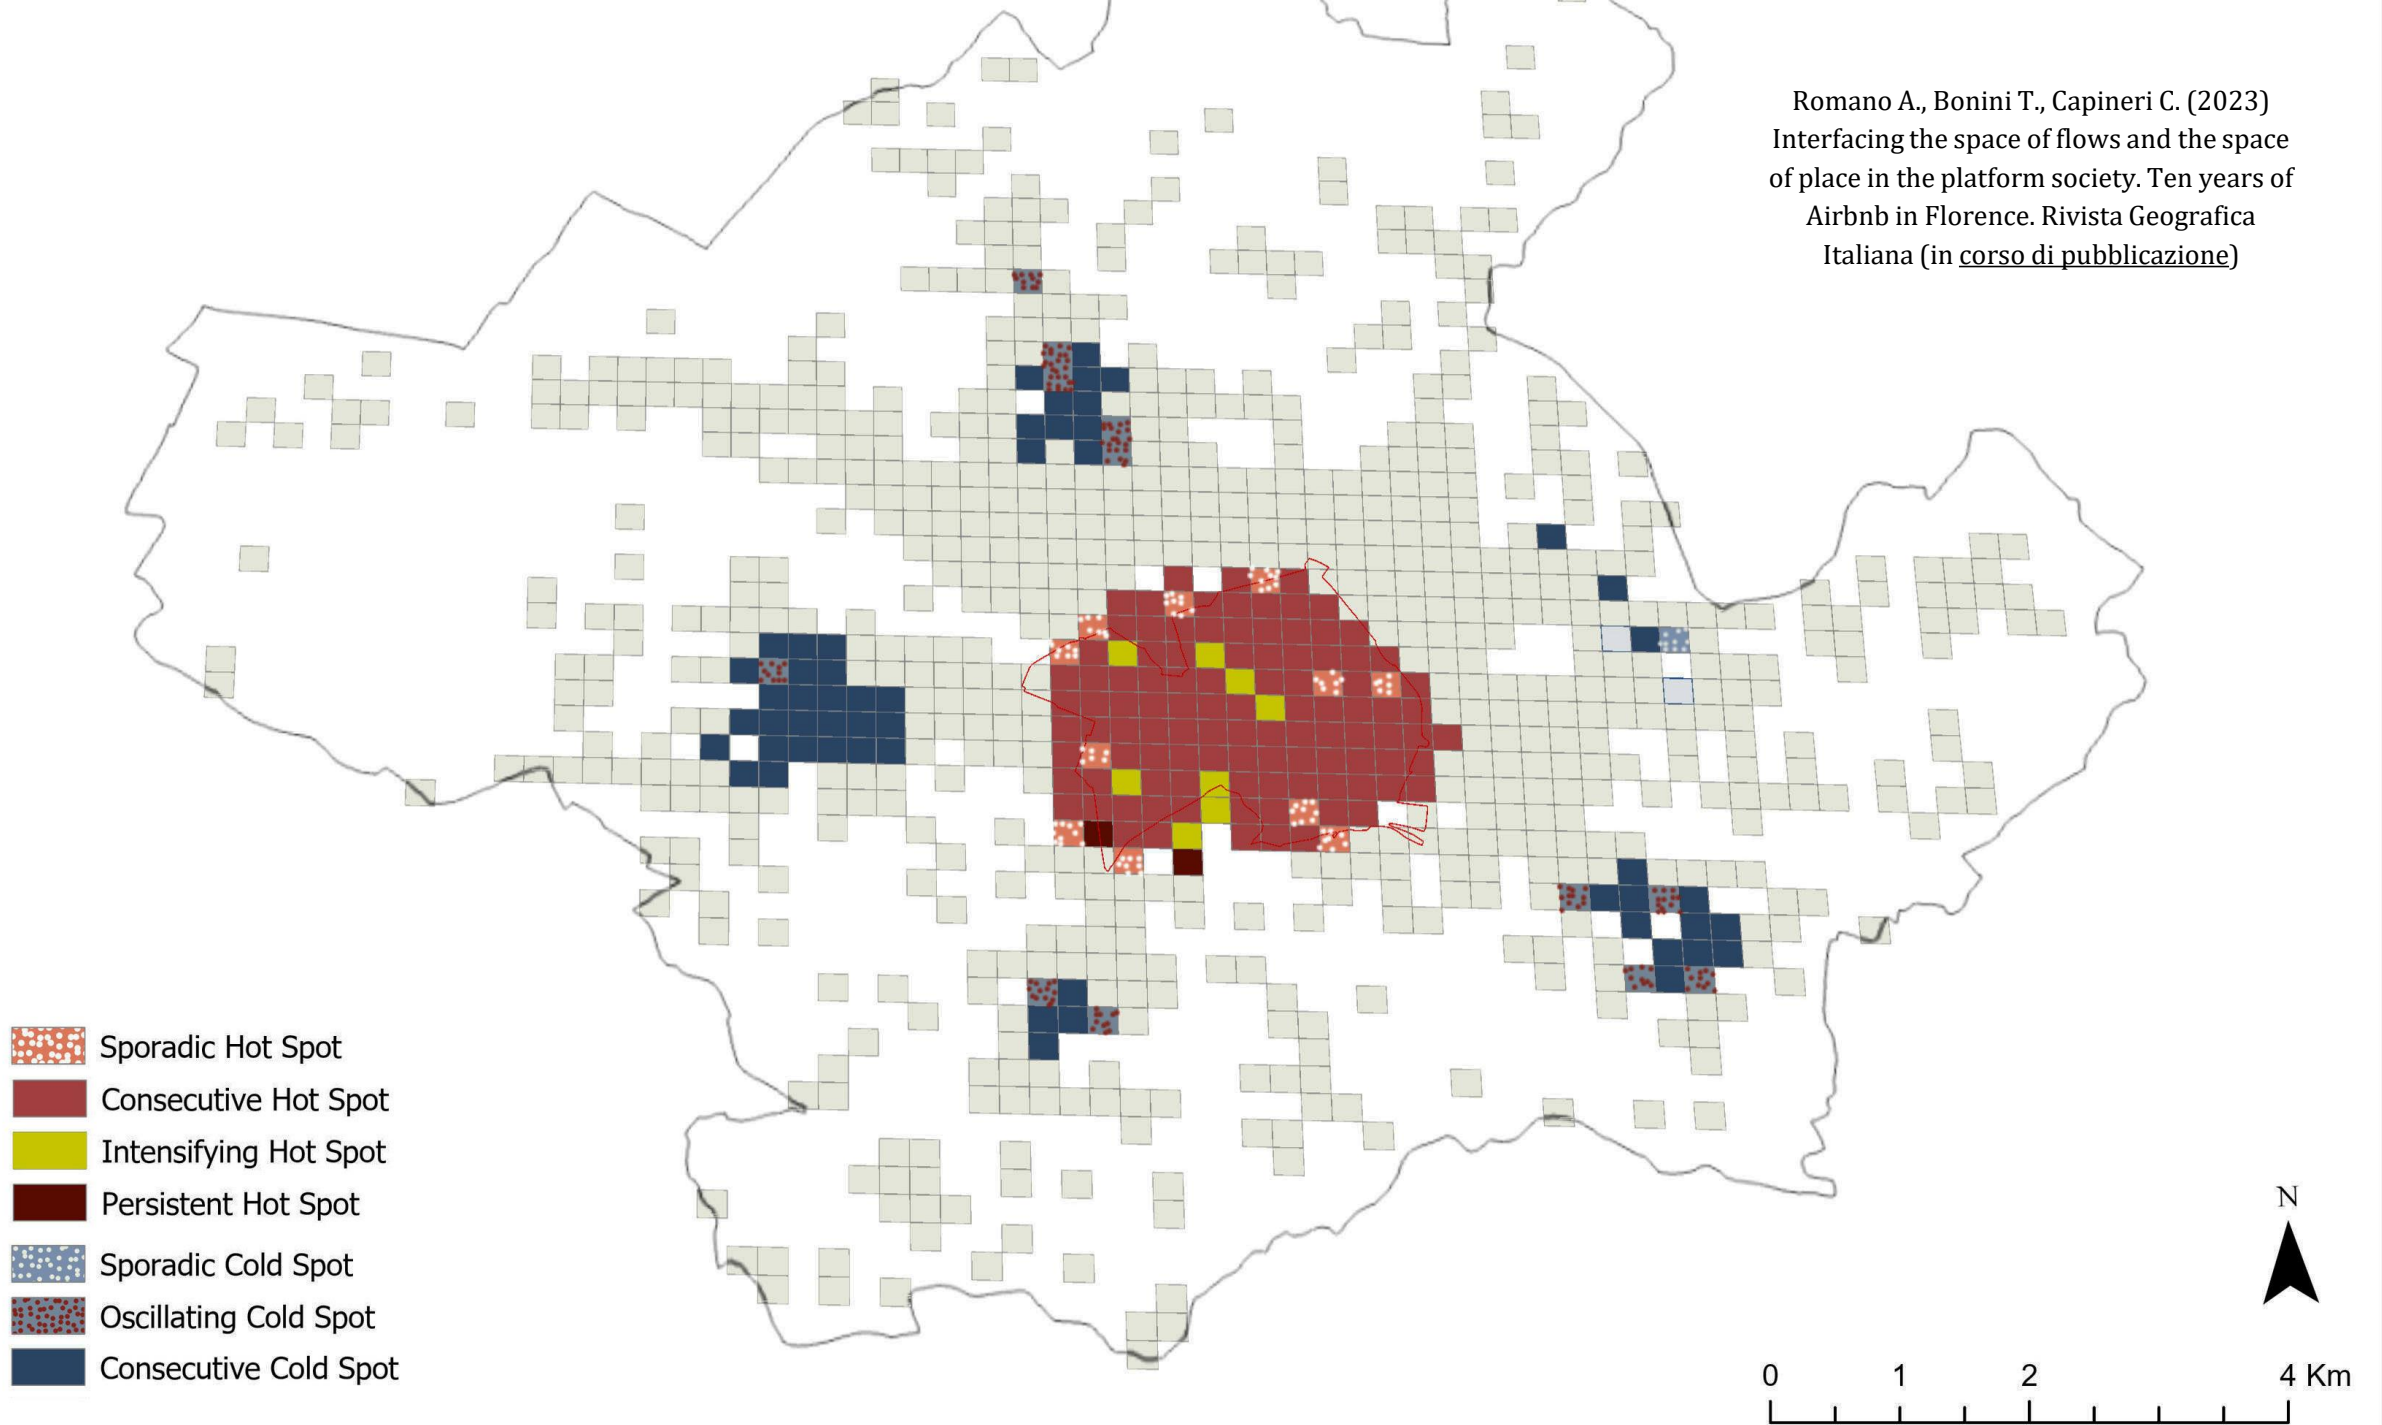 Romano A., Bonini T., Capineri C. (2023)
Interfacing the space of flows and the space
of place in the platform society. Ten years of
Airbnb in Florence. Rivista Geografica
Italiana (in corso di pubblicazione)
Sporadic Hot Spot
Consecutive Hot Spot
Intensifying Hot Spot
Persistent Hot Spot
Sporadic Cold Spot
Oscillating Cold Spot
Consecutive Cold Spot
N
0 1 2 4 Km